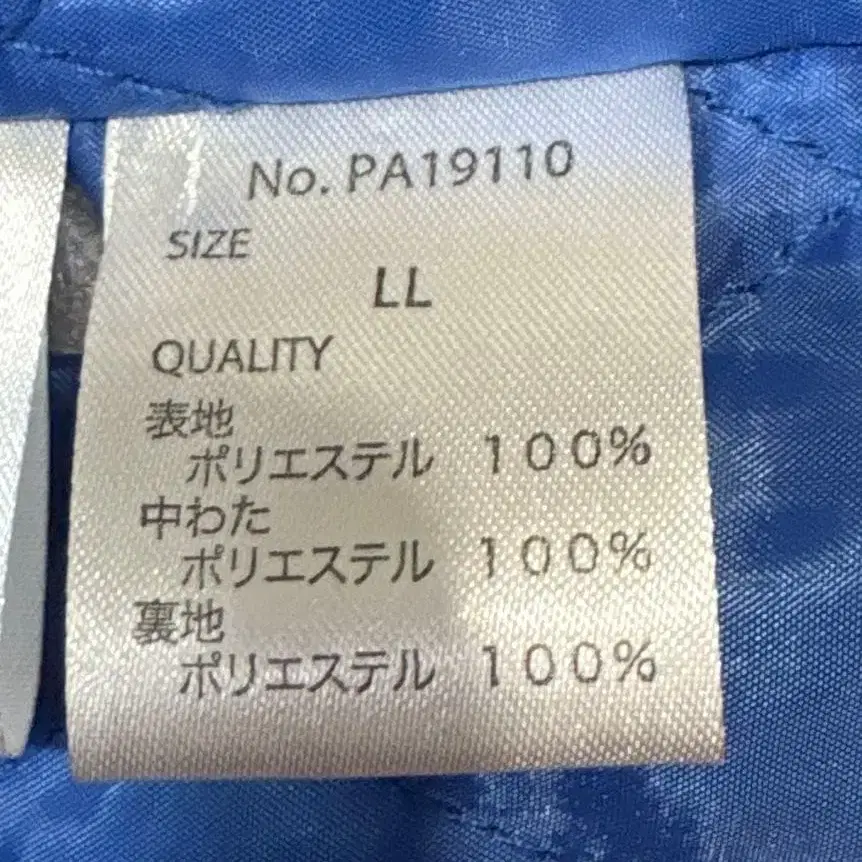 No. PA19110
SIZE
LL
QUALITY
表地
ポリエステル 100%
中わた
ポリエステル 100%
裏地
ポリエステル 100%